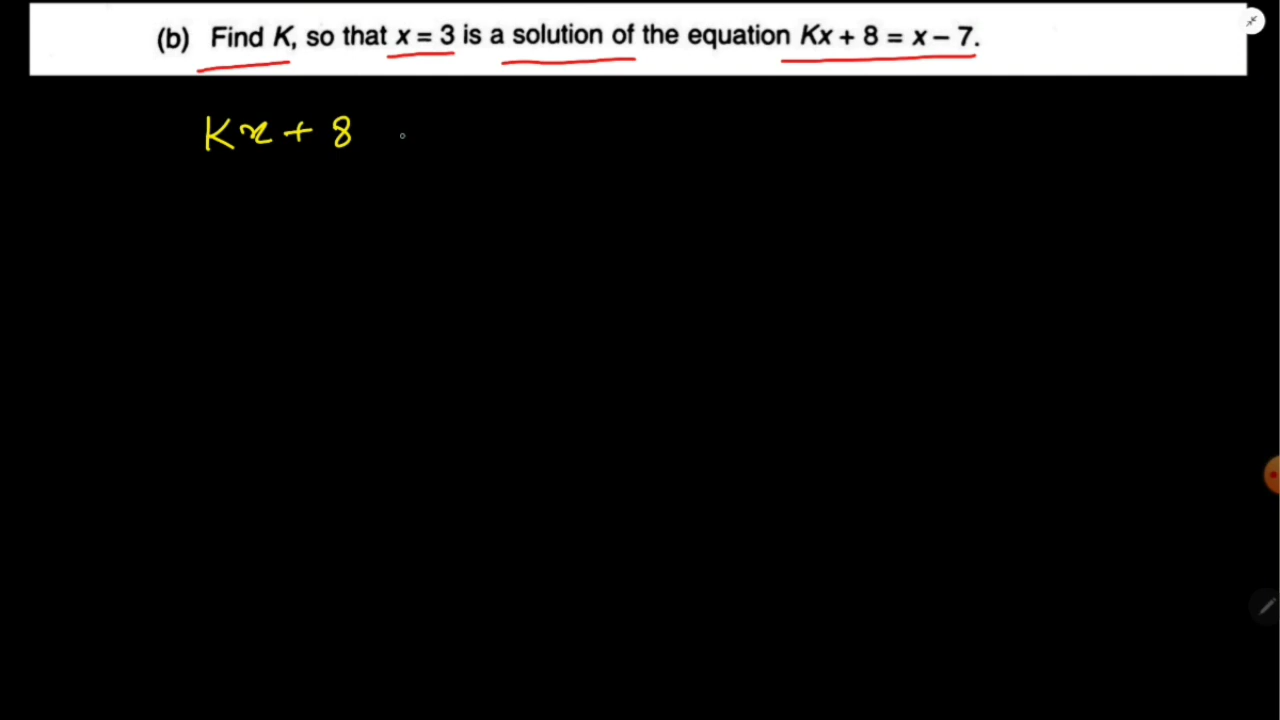 (b) Find K, so that x = 3 is a solution of the equation Kx + 8 = x – 7.
Kx + 8